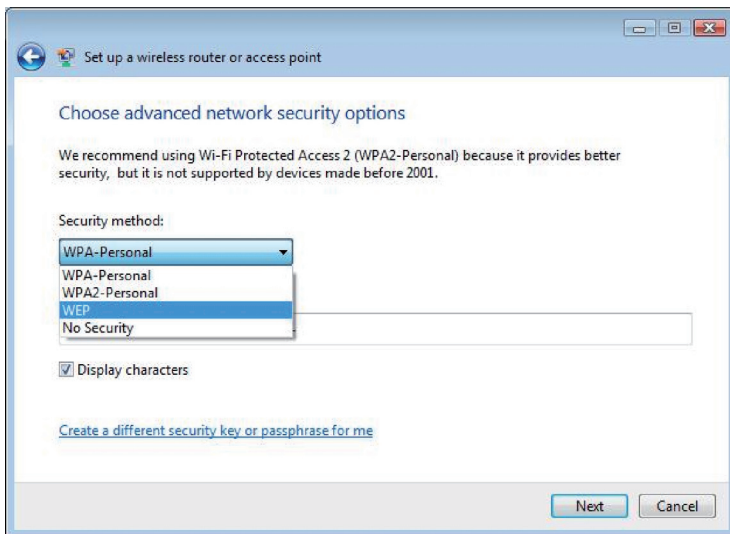 Set up a wireless router or access point
Choose advanced network security options
We recommend using Wi-Fi Protected Access 2 (WPA2-Personal) because it provides better
security, but it is not supported by devices made before 2001.
Security method:
WPA-Personal
WPA-Personal
WPA2-Personal
WEP
No Security
Display characters
Create a different security key or passphrase for me
Next
Cancel